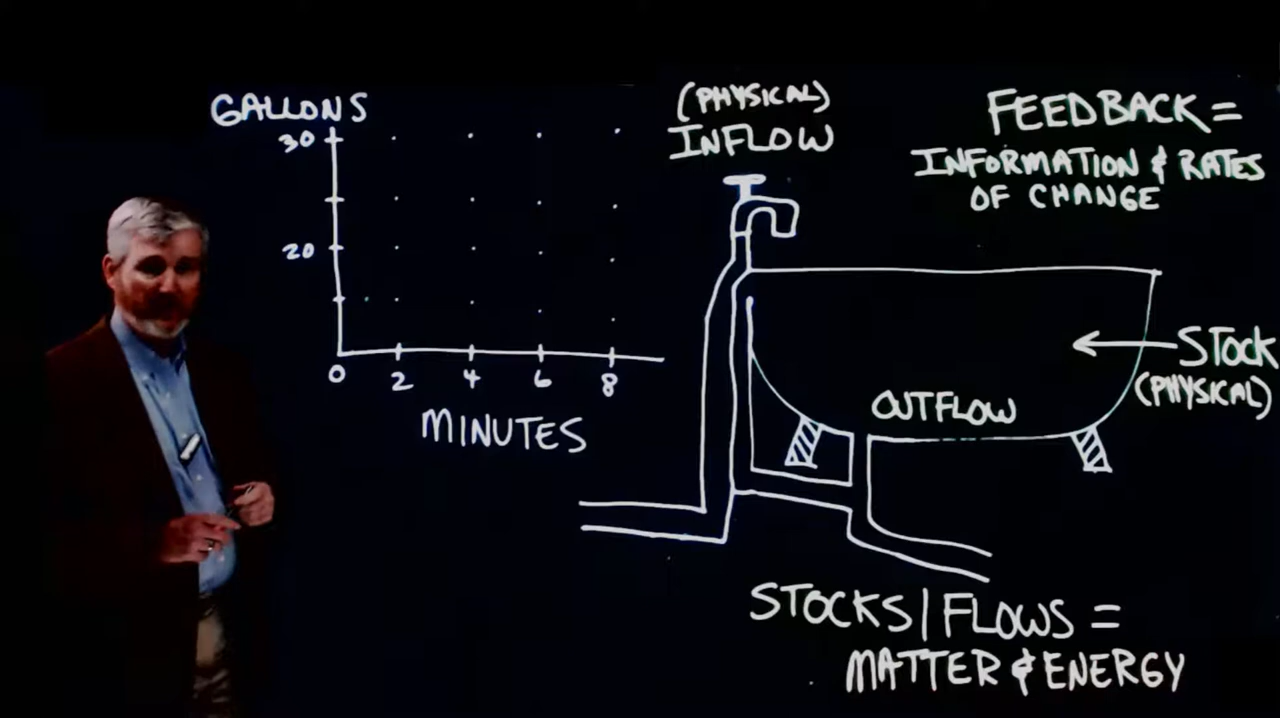 GALLONS
30
20
0 2 4 6 8
MINUTES
(PHYSICAL)
INFLOW
FEEDBACK =
INFORMATION & RATES
OF CHANGE
STOCK
(PHYSICAL)
OUTFLOW
STOCKS/FLOWS =
MATTER & ENERGY